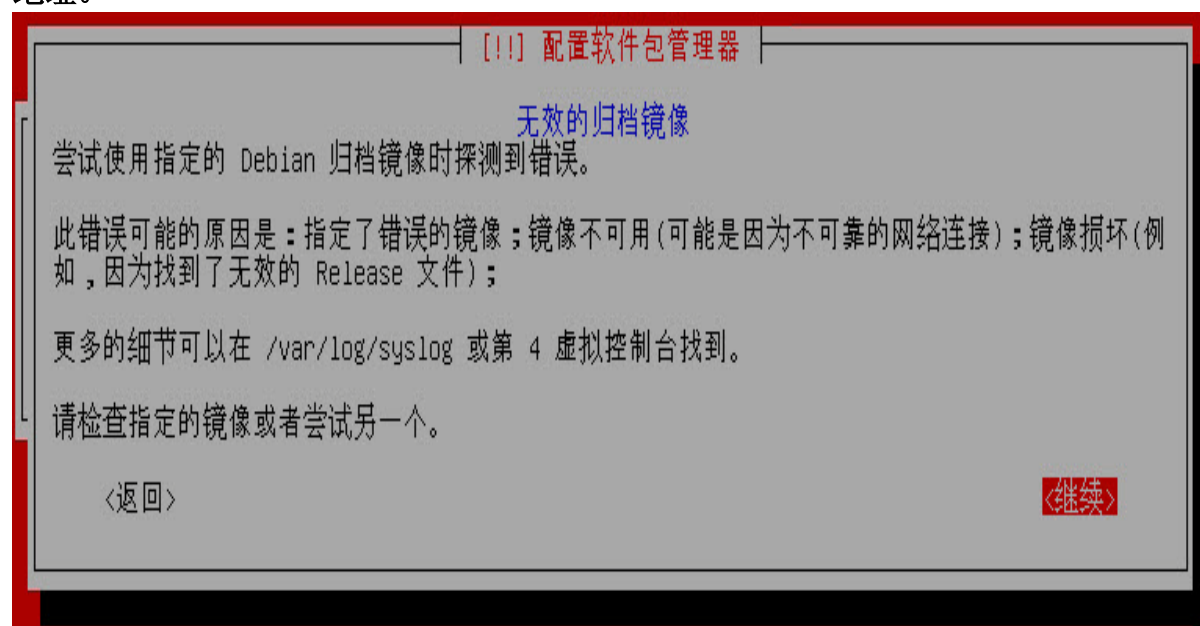 [!!] 配置软件包管理器
无效的归档镜像
尝试使用指定的 Debian 归档镜像时探测到错误。
此错误可能的原因是：指定了错误的镜像；镜像不可用(可能是因为不可靠的网络连接)；镜像损坏(例
如，因为找到了无效的 Release 文件)；
更多的细节可以在 /var/log/syslog 或第 4 虚拟控制台找到。
请检查指定的镜像或者尝试另一个。
<返回>
<继续>